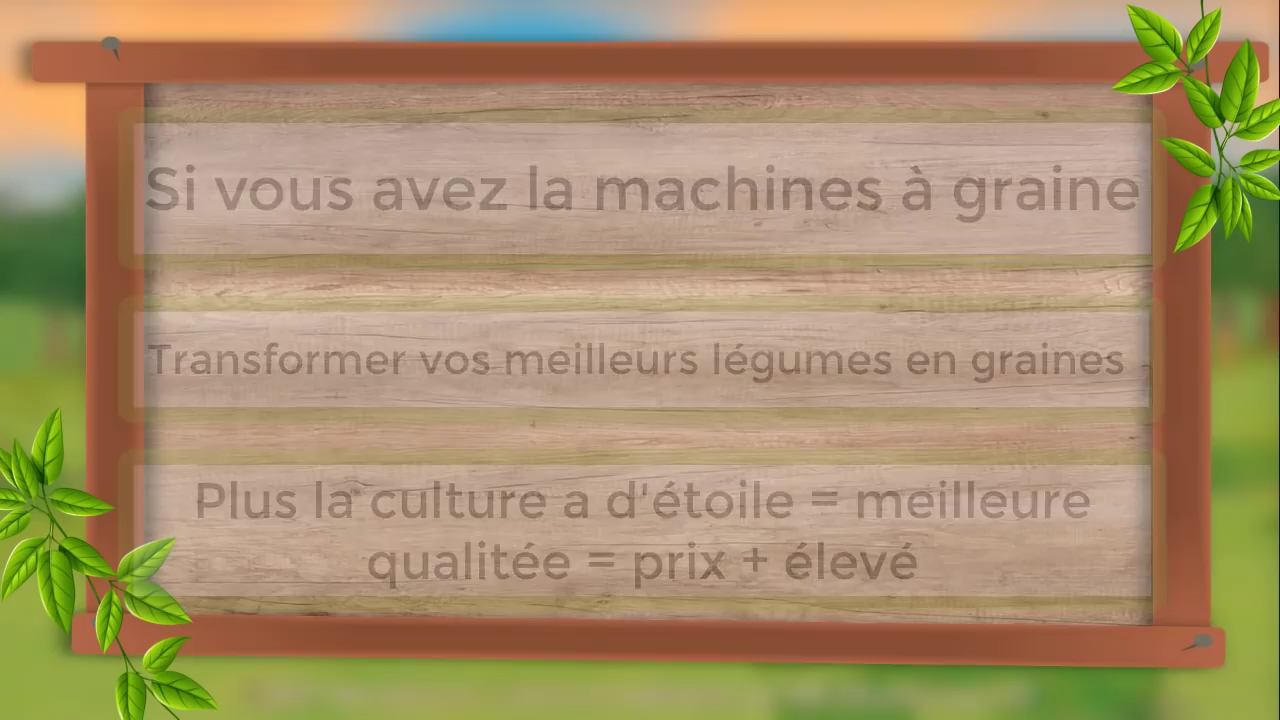 Si vous avez la machines à graine
Transformer vos meilleurs légumes en graines
Plus la culture a d'étoile = meilleure
qualitée = prix + élevé